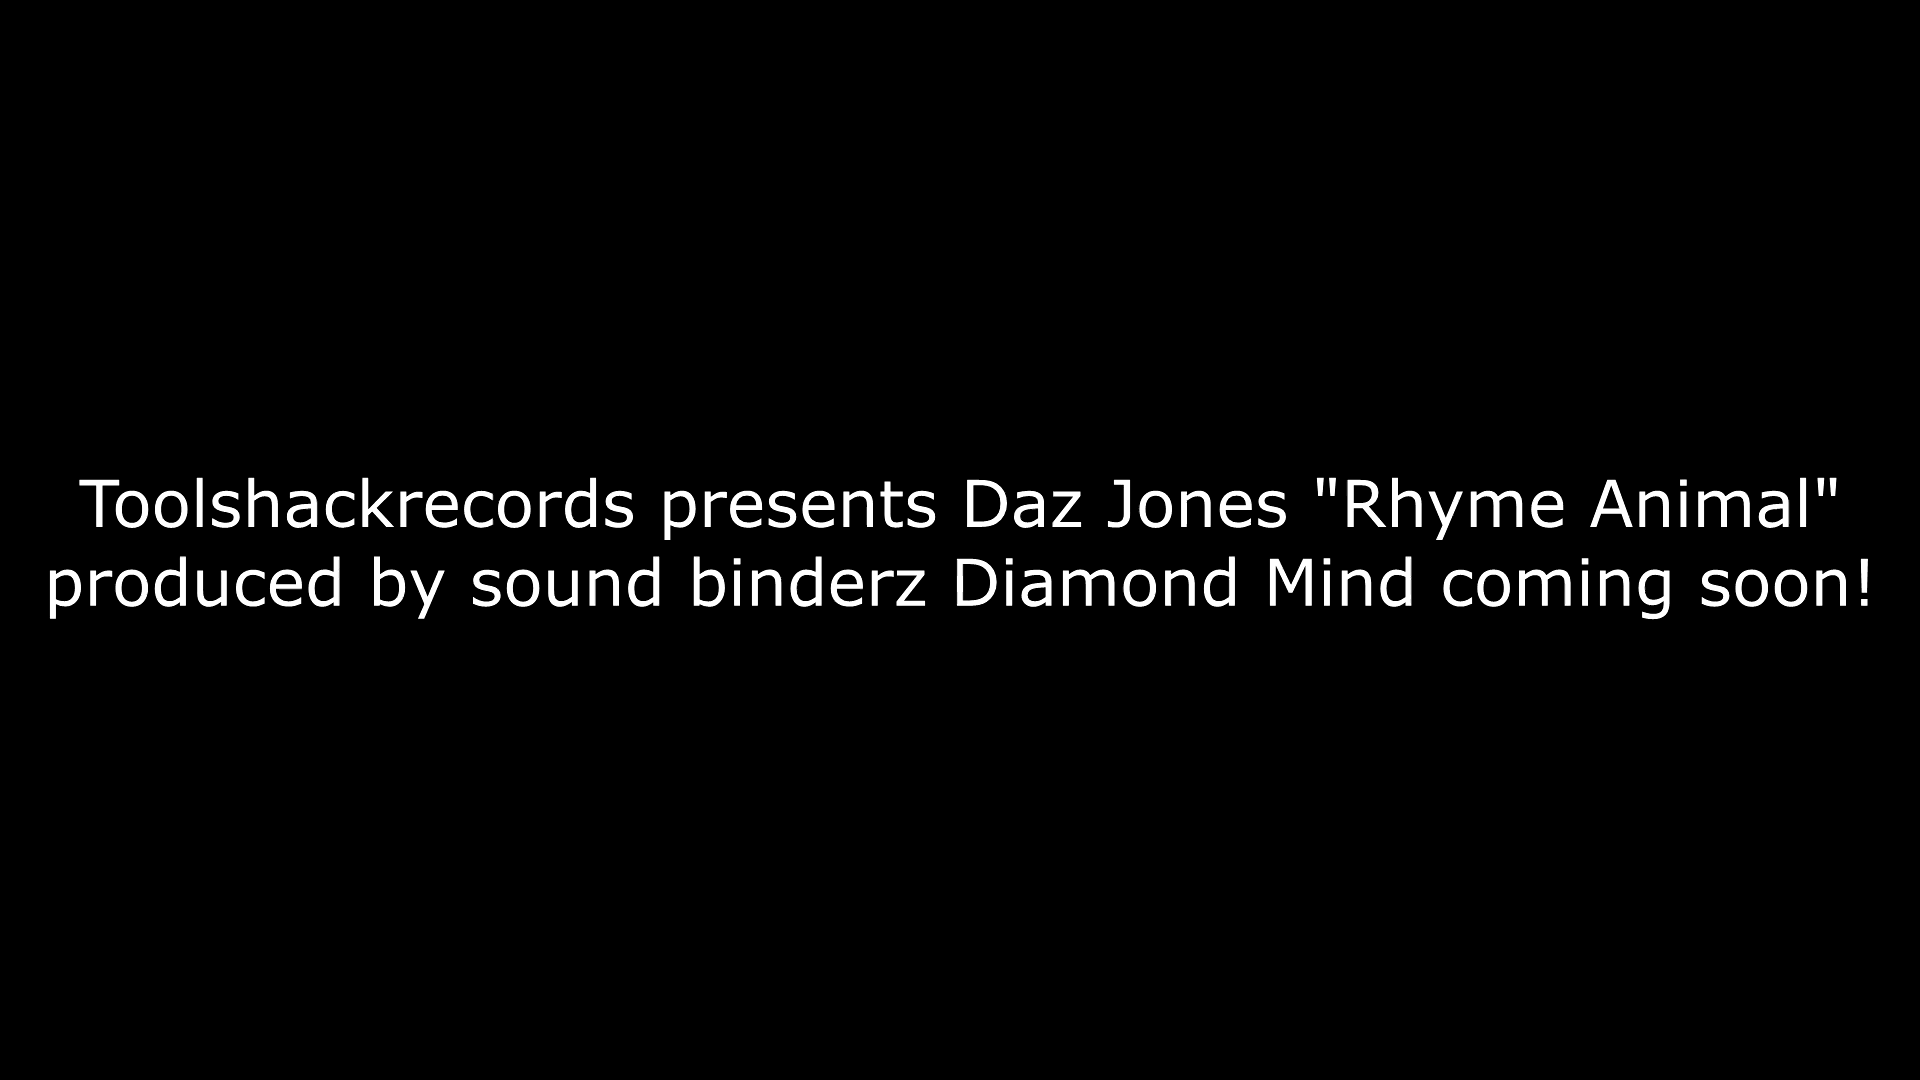 Toolshackrecords presents Daz Jones "Rhyme Animal"
produced by sound binderz Diamond Mind coming soon!